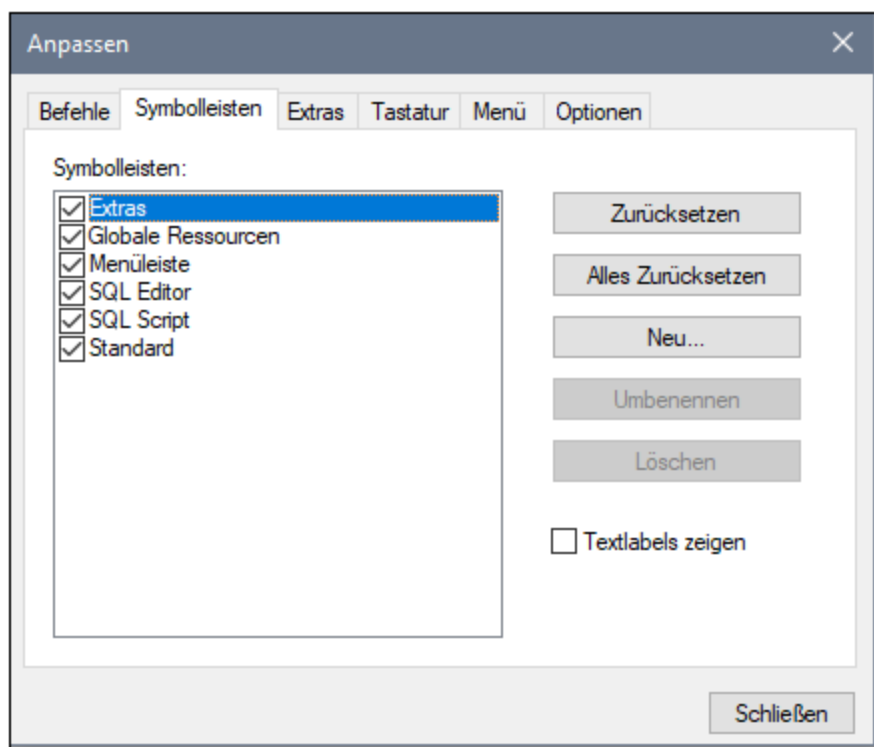 Anpassen
Befehle Symbolleisten Extras Tastatur Menü Optionen
Symbolleisten:
Extras
Globale Ressourcen
Menüleiste
SQL Editor
SQL Script
Standard
Zurücksetzen
Alles Zurücksetzen
Neu...
Umbenennen
Löschen
Textlabels zeigen
Schließen